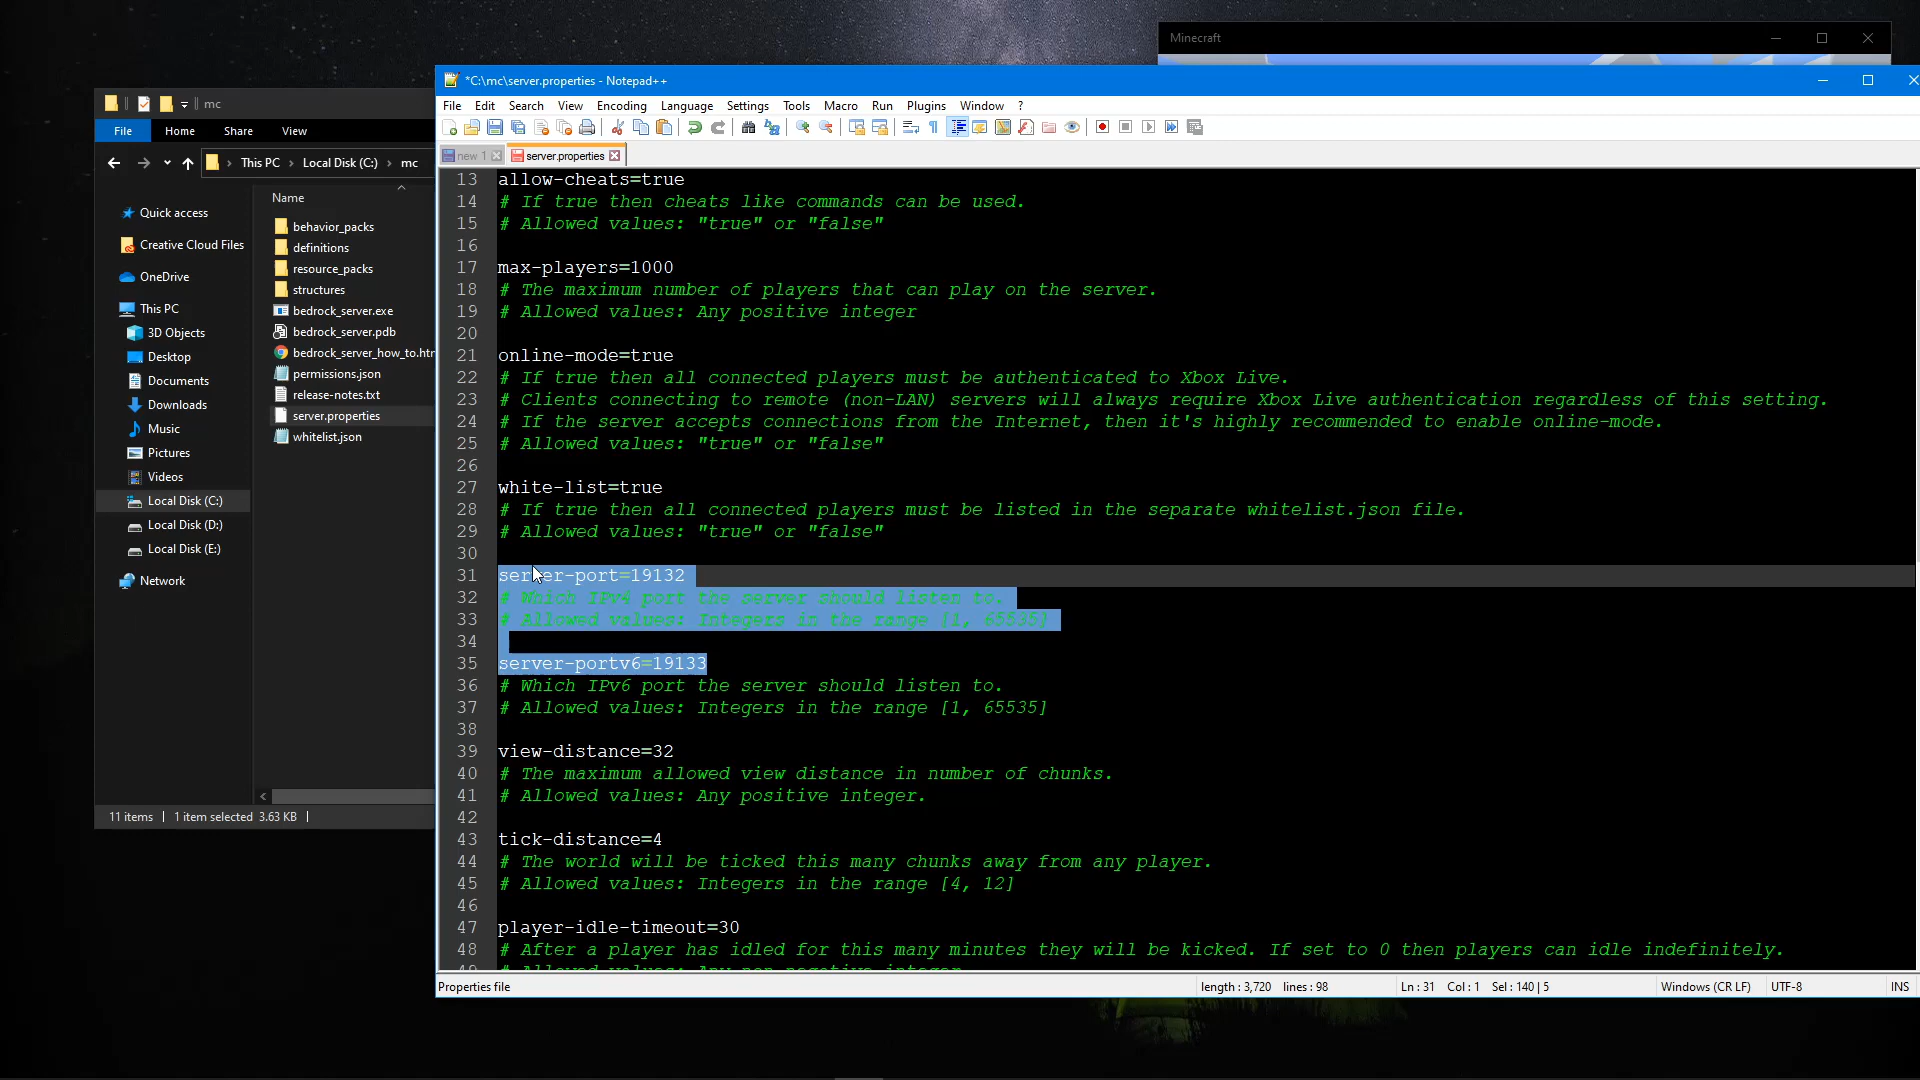 Minecraft
*C:\mc\server.properties - Notepad++
File Edit Search View Encoding Language Settings Tools Macro Run Plugins Window ?
new 1 server.properties
mc
File Home Share View
This PC Local Disk (C:) mc
Name
Quick access
Creative Cloud Files
OneDrive
This PC
3D Objects
Desktop
Documents
Downloads
Music
Pictures
Videos
Local Disk (C:)
Local Disk (D:)
Local Disk (E:)
Network
behavior_packs
definitions
resource_packs
structures
bedrock_server.exe
bedrock_server.pdb
bedrock_server_how_to.htm
permissions.json
release-notes.txt
server.properties
whitelist.json
11 items 1 item selected 3.63 KB
13 allow-cheats=true
14 # If true then cheats like commands can be used.
15 # Allowed values: "true" or "false"
16
17 max-players=1000
18 # The maximum number of players that can play on the server.
19 # Allowed values: Any positive integer
20
21 online-mode=true
22 # If true then all connected players must be authenticated to Xbox Live.
23 # Clients connecting to remote (non-LAN) servers will always require Xbox Live authentication regardless of this setting.
24 # If the server accepts connections from the Internet, then it's highly recommended to enable online-mode.
25 # Allowed values: "true" or "false"
26
27 white-list=true
28 # If true then all connected players must be listed in the separate whitelist.json file.
29 # Allowed values: "true" or "false"
30
31 server-port=19132
32 # Which IPv4 port the server should listen to.
33 # Allowed values: Integers in the range [1, 65535]
34
35 server-portv6=19133
36 # Which IPv6 port the server should listen to.
37 # Allowed values: Integers in the range [1, 65535]
38
39 view-distance=32
40 # The maximum allowed view distance in number of chunks.
41 # Allowed values: Any positive integer.
42
43 tick-distance=4
44 # The world will be ticked this many chunks away from any player.
45 # Allowed values: Integers in the range [4, 12]
46
47 player-idle-timeout=30
48 # After a player has idled for this many minutes they will be kicked. If set to 0 then players can idle indefinitely.
49 # Allowed values: Any non-negative integer.
Properties file length : 3,720 lines : 98 Ln : 31 Col : 1 Sel : 140 | 5 Windows (CR LF) UTF-8 INS